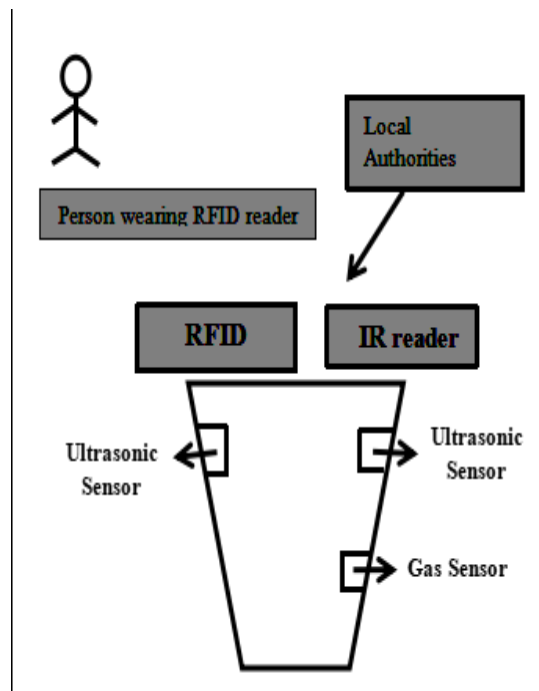 Local
Authorities
Person wearing RFID reader
RFID
IR reader
Ultrasonic
Sensor
Ultrasonic
Sensor
Gas Sensor